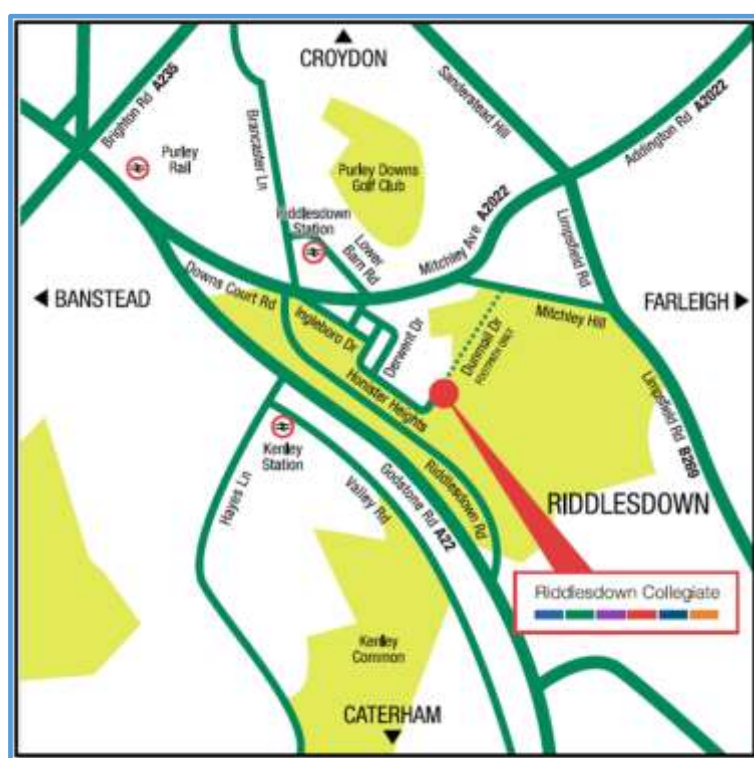 CROYDON
Brighton Rd A235
Brancaster Ln
Sanderstead Hill
Addington Rd A2022
Purley
Rail
Purley Downs
Golf Club
Riddlesdown
Station
Lower
Barn Rd
Mitchley Ave A2022
Limpsfield Rd
BANSTEAD
Downs Court Rd
FARLEIGH
Ingleboro Dr
Derwent Dr
Dunmail Dr
FOOTPATH ONLY
Mitchley Hill
Honister Heights
Limpsfield Rd B269
Kenley
Station
Hayes Ln
Valley Rd
Godstone Rd A22
Riddlesdown Rd
RIDDLESDOWN
Riddlesdown Collegiate
Kenley
Common
CATERHAM